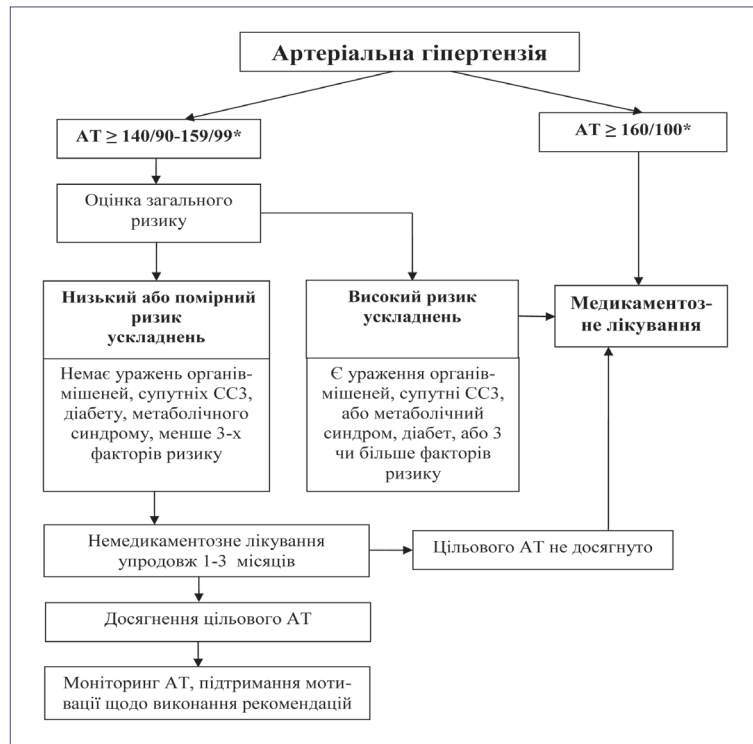 Артеріальна гіпертензія
АТ ≥ 140/90-159/99*
АТ ≥ 160/100*
Оцінка загального
ризику
Низький або помірний
ризик
ускладнень
Немає уражень органів-
мішеней, супутніх ССЗ,
діабету, метаболічного
синдрому, менше 3-х
факторів ризику
Високий ризик
ускладнень
Є ураження органів-
мішеней, супутні ССЗ,
або метаболічний
синдром, діабет, або 3
чи більше факторів
ризику
Медикаментоз-
не лікування
Немедикаментозне лікування
упродовж 1-3 місяців
Цільового АТ не досягнуто
Досягнення цільового АТ
Моніторинг АТ, підтримання моти-
вації щодо виконання рекомендацій